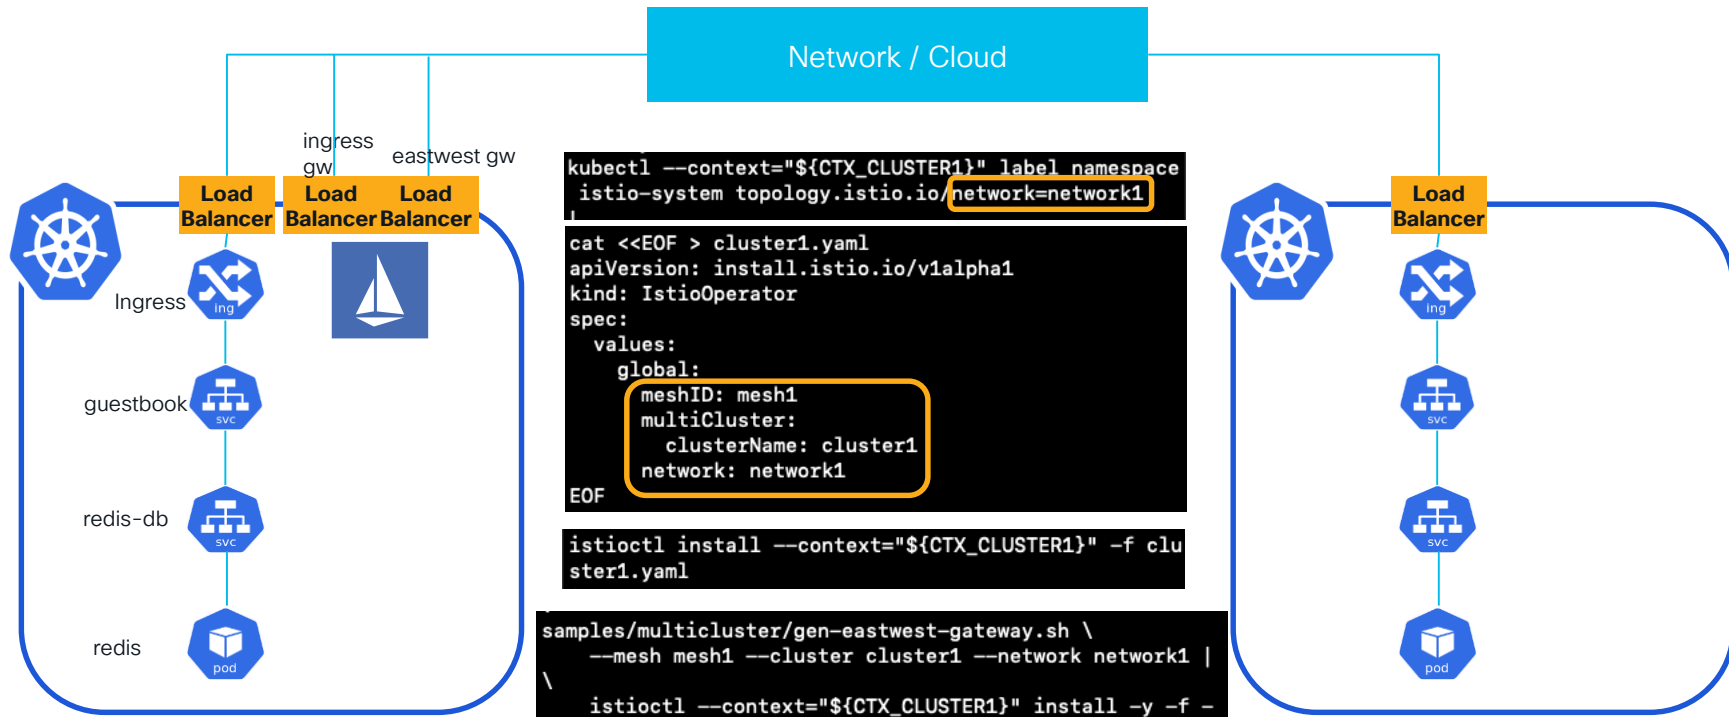 Network / Cloud
ingress
gw
eastwest gw
Load
Balancer
Load
Balancer
Load
Balancer
Ingress
ing
guestbook
svc
redis-db
svc
redis
pod
kubectl --context="${CTX_CLUSTER1}" label namespace
istio-system topology.istio.io/network=network1
cat <<EOF > cluster1.yaml
apiVersion: install.istio.io/v1alpha1
kind: IstioOperator
spec:
  values:
    global:
      meshID: mesh1
      multiCluster:
        clusterName: cluster1
      network: network1
EOF
istioctl install --context="${CTX_CLUSTER1}" -f clu
ster1.yaml
samples/multicluster/gen-eastwest-gateway.sh \
    --mesh mesh1 --cluster cluster1 --network network1 |
\
    istioctl --context="${CTX_CLUSTER1}" install -y -f -
Load
Balancer
ing
svc
svc
pod